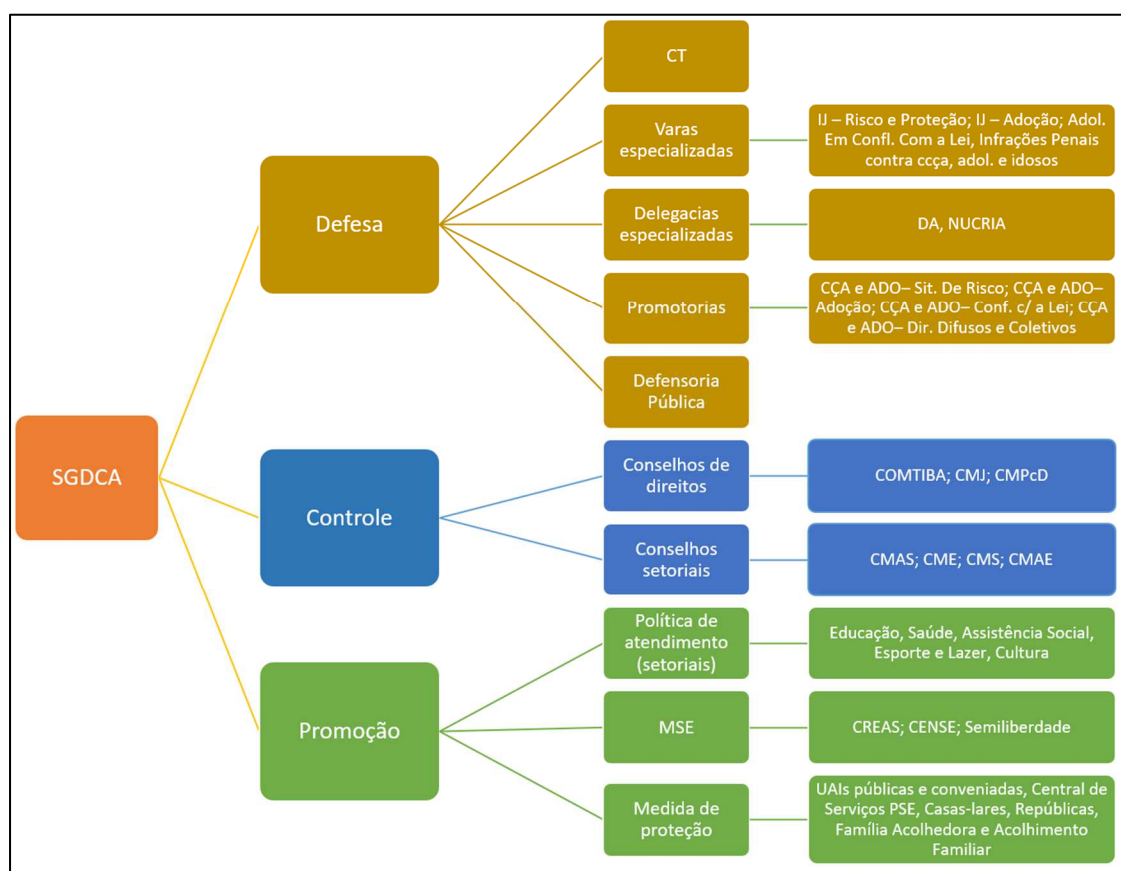 SGDCA
Defesa
CT
Varas
especializadas
IJ – Risco e Proteção; IJ – Adoção; Adol.
Em Confl. Com a Lei, Infrações Penais
contra ccça, adol. e idosos
Delegacias
especializadas
DA, NUCRIA
Promotorias
CÇA e ADO– Sit. De Risco; CÇA e ADO–
Adoção; CÇA e ADO– Conf. c/ a Lei; CÇA
e ADO– Dir. Difusos e Coletivos
Defensoria
Pública
Controle
Conselhos de
direitos
COMTIBA; CMJ; CMPcD
Conselhos
setoriais
CMAS; CME; CMS; CMAE
Promoção
Política de
atendimento
(setoriais)
Educação, Saúde, Assistência Social,
Esporte e Lazer, Cultura
MSE
CREAS; CENSE; Semiliberdade
Medida de
proteção
UAIs públicas e conveniadas, Central de
Serviços PSE, Casas-lares, Repúblicas,
Família Acolhedora e Acolhimento
Familiar